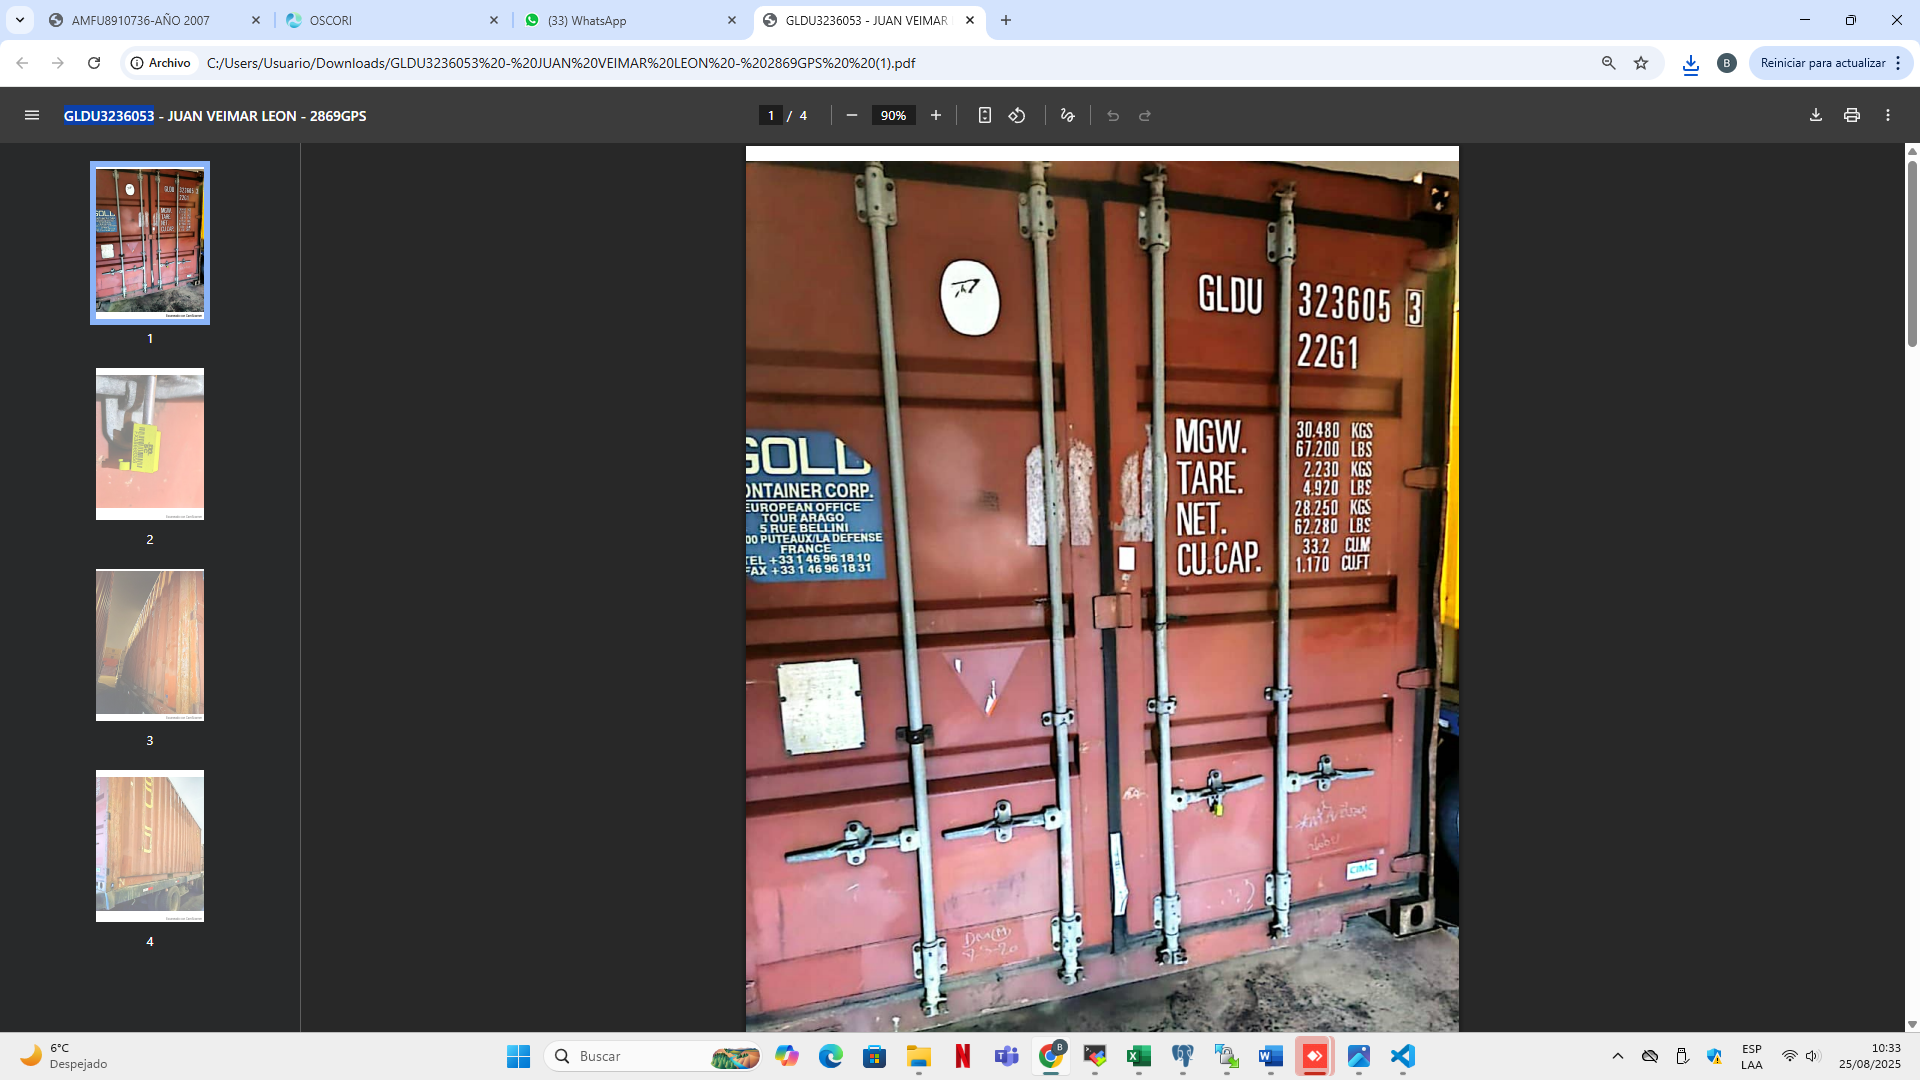 AMFU8910736-AÑO 2007
OSCORI
(33) WhatsApp
GLDU3236053 - JUAN VEIMAR
Archivo
C:/Users/Usuario/Downloads/GLDU3236053%20-%20JUAN%20VEIMAR%20LEON%20-%202869GPS%20%20(1).pdf
B
Reiniciar para actualizar
GLDU3236053 - JUAN VEIMAR LEON - 2869GPS
1 / 4
90%
1
2
3
4
GLDU 323605 3
22G1
MGW. 30.480 KGS
67.200 LBS
TARE. 2.230 KGS
4.920 LBS
NET. 28.250 KGS
62.280 LBS
CU.CAP. 33.2 CU.M
1.170 CU.FT
GOLD
CONTAINER CORP.
EUROPEAN OFFICE
TOUR ARAGO
5 RUE BELLINI
00 PUTEAUX/LA DEFENSE
FRANCE
TEL +33 1 46 96 18 10
FAX +33 1 46 96 18 31
CIMC
6°C
Despejado
Buscar
B
ESP
LAA
10:33
25/08/2025